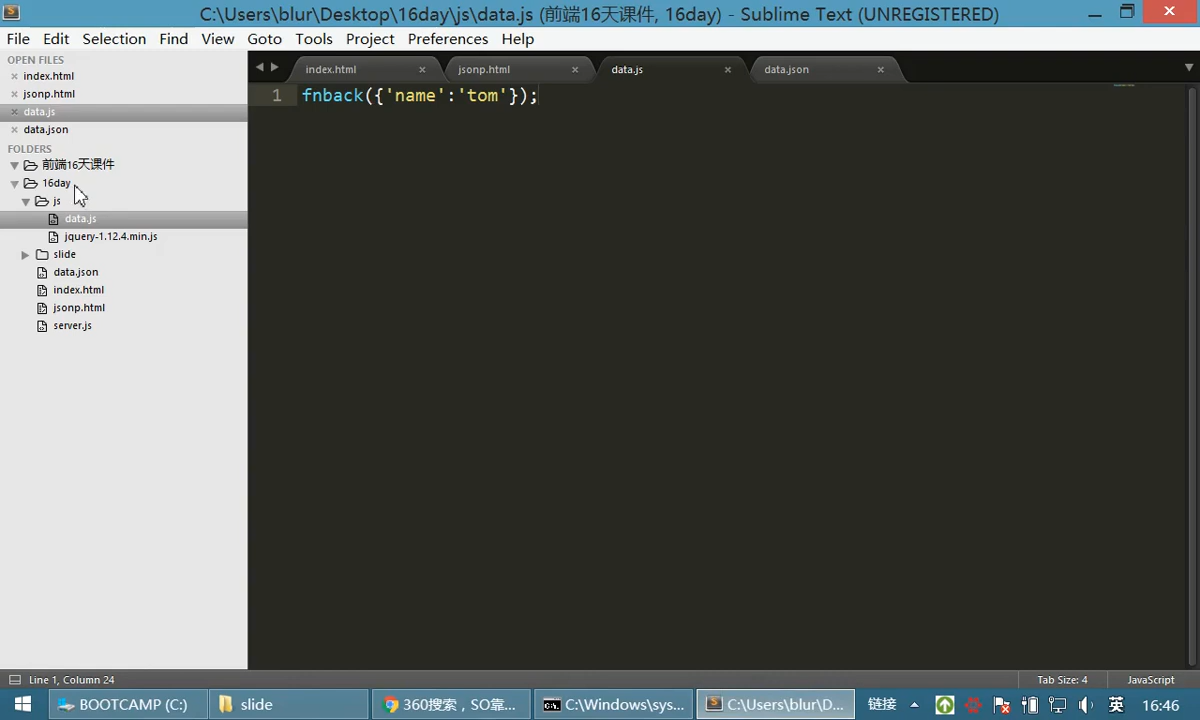 C:\Users\blur\Desktop\16day\js\data.js (前端16天课件, 16day) - Sublime Text (UNREGISTERED)
File Edit Selection Find View Goto Tools Project Preferences Help
OPEN FILES
index.html
jsonp.html
data.js
data.json
FOLDERS
前端16天课件
16day
js
data.js
jquery-1.12.4.min.js
slide
data.json
index.html
jsonp.html
server.js
index.html jsonp.html data.js data.json
1 fnback({'name':'tom'});
Line 1, Column 24 Tab Size: 4 JavaScript
BOOTCAMP (C:) slide 360搜索，SO靠... C:\Windows\sys... C:\Users\blur\D... 链接 英 16:46